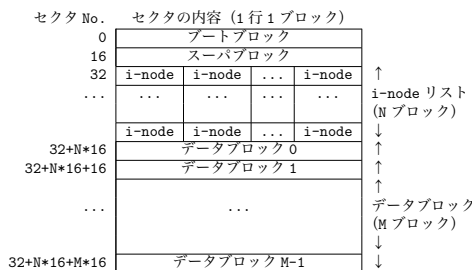 セクタ No. セクタの内容 (1 行 1 ブロック)
0 ブートブロック
16 スーパブロック
32 i-node i-node ... i-node ↑
... ... ... ... i-node リスト
(N ブロック)
i-node i-node ... i-node ↓
32+N*16 データブロック 0 ↑
32+N*16+16 データブロック 1 ↑
↑
... ... データブロック
(M ブロック)
↓
32+N*16+M*16 データブロック M-1 ↓